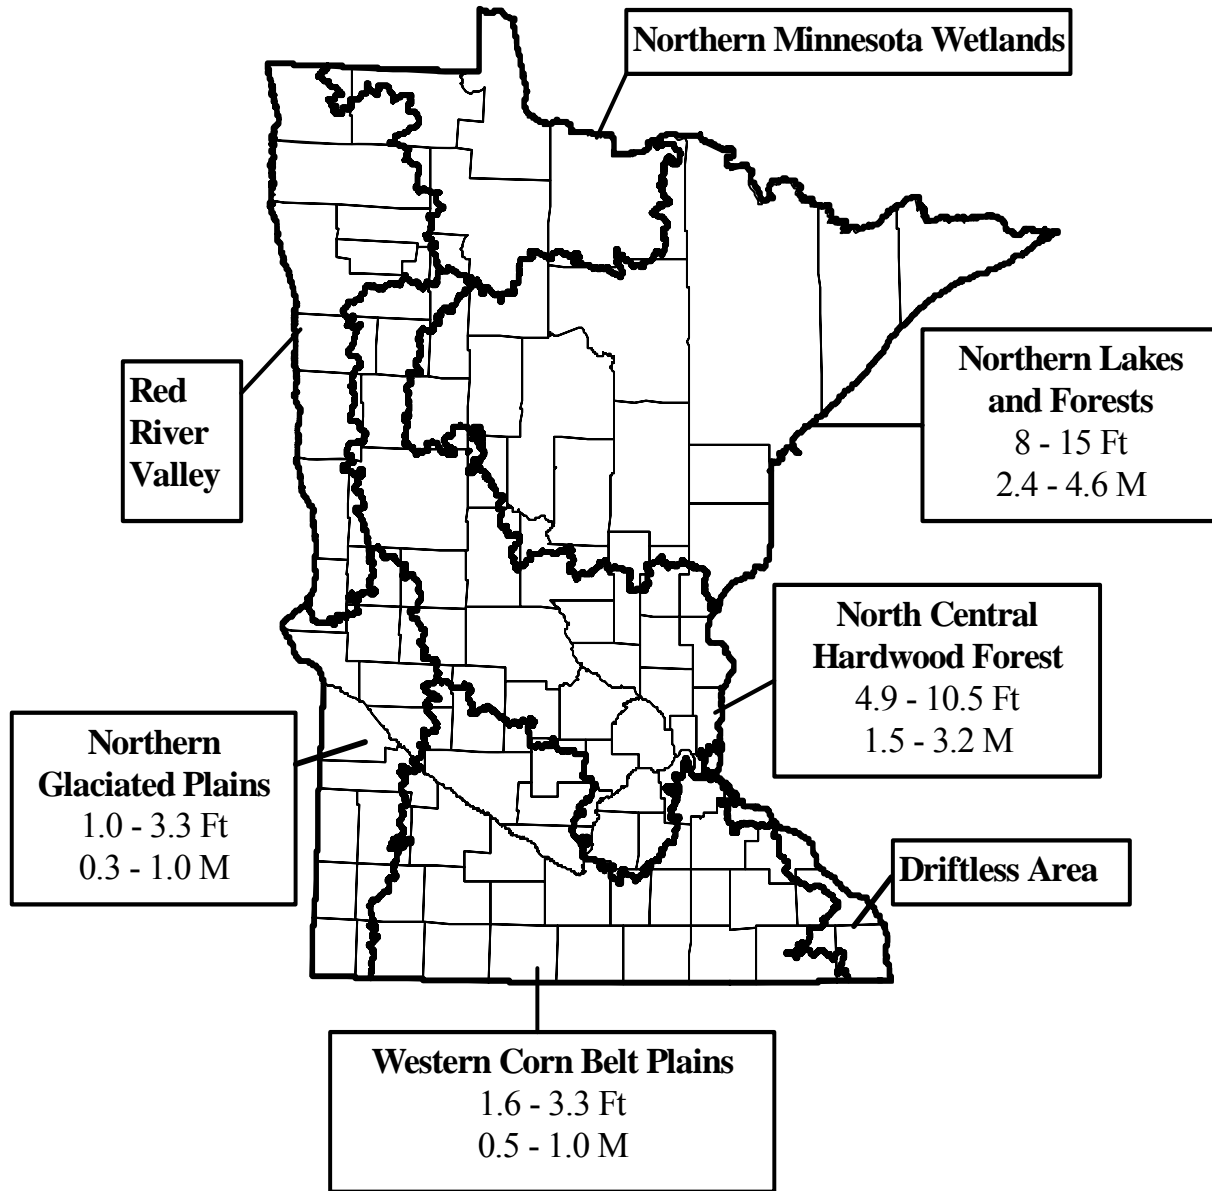 Northern Minnesota Wetlands
Northern Lakes
and Forests
8 - 15 Ft
2.4 - 4.6 M
Red
River
Valley
North Central
Hardwood Forest
4.9 - 10.5 Ft
1.5 - 3.2 M
Northern
Glaciated Plains
1.0 - 3.3 Ft
0.3 - 1.0 M
Driftless Area
Western Corn Belt Plains
1.6 - 3.3 Ft
0.5 - 1.0 M